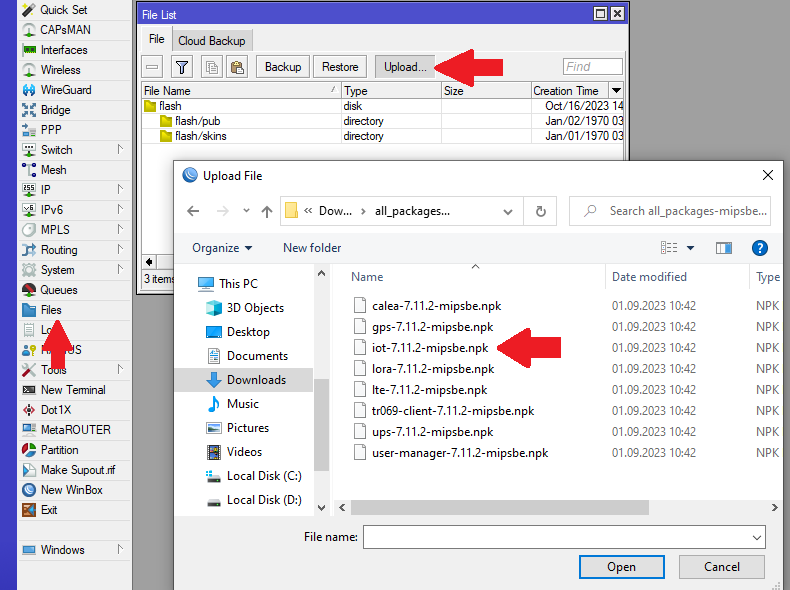 Quick Set
CAPsMAN
Interfaces
Wireless
WireGuard
Bridge
PPP
Switch
Mesh
IP
IPv6
MPLS
Routing
System
Queues
Files
Tools
New Terminal
Dot1X
MetaROUTER
Partition
Make Supout.rif
New WinBox
Exit
Windows
File List
File Cloud Backup
Backup Restore Upload... Find
File Name Type Size Creation Time
flash disk Oct/16/2023 14
flash/pub directory Jan/02/1970 03
flash/skins directory Jan/01/1970 03
3 items
Upload File
« Dow... › all_packages... Search all_packages-mipsbe...
Organize New folder
This PC
3D Objects
Desktop
Documents
Downloads
Music
Pictures
Videos
Local Disk (C:)
Local Disk (D:)
Name Date modified Type
calea-7.11.2-mipsbe.npk 01.09.2023 10:42 NPK
gps-7.11.2-mipsbe.npk 01.09.2023 10:42 NPK
iot-7.11.2-mipsbe.npk 01.09.2023 10:42 NPK
lora-7.11.2-mipsbe.npk 01.09.2023 10:42 NPK
lte-7.11.2-mipsbe.npk 01.09.2023 10:42 NPK
tr069-client-7.11.2-mipsbe.npk 01.09.2023 10:42 NPK
ups-7.11.2-mipsbe.npk 01.09.2023 10:42 NPK
user-manager-7.11.2-mipsbe.npk 01.09.2023 10:42 NPK
File name:
Open Cancel